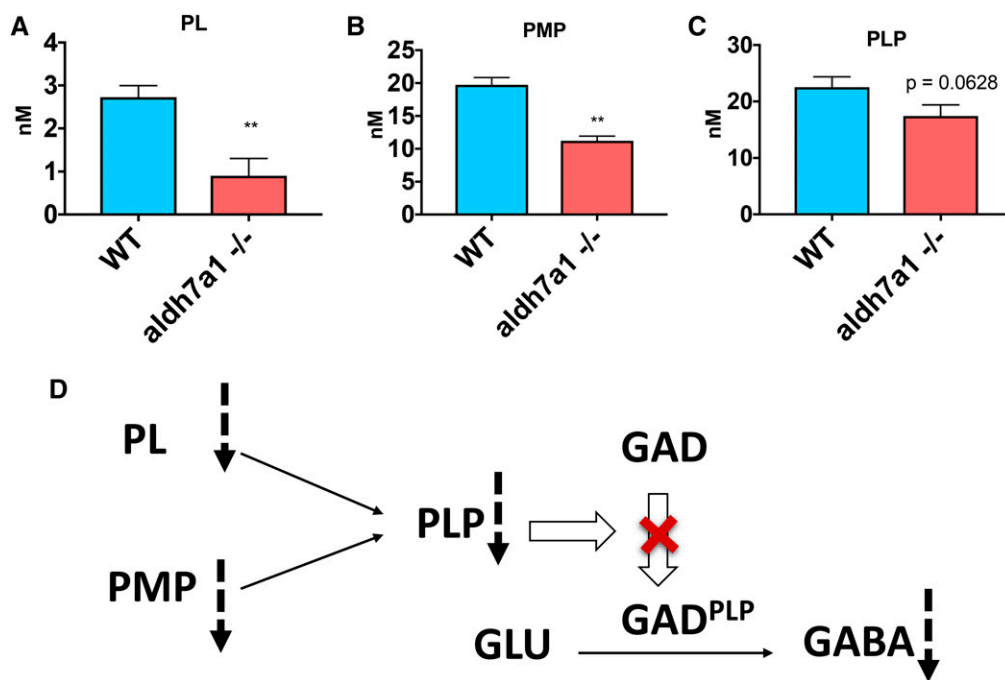 A
PL
4
3
2
1
0
nM
**
WT
aldh7a1 -/-
B
PMP
25
20
15
10
5
0
nM
**
WT
aldh7a1 -/-
C
PLP
30
20
10
0
nM
p = 0.0628
WT
aldh7a1 -/-
D
PL
PMP
PLP
GAD
GAD^PLP
GLU
GABA